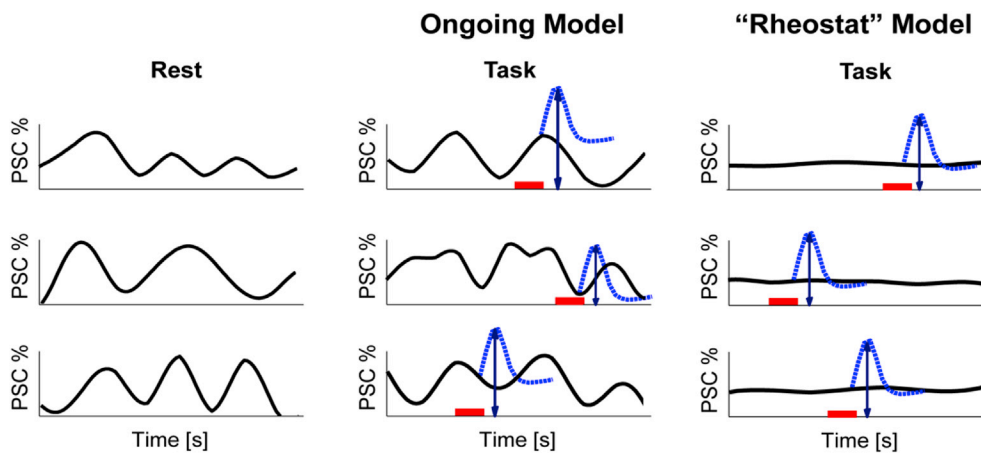 Ongoing Model
“Rheostat” Model
Rest
Task
Task
PSC %
PSC %
PSC %
PSC %
PSC %
PSC %
PSC %
PSC %
PSC %
Time [s]
Time [s]
Time [s]